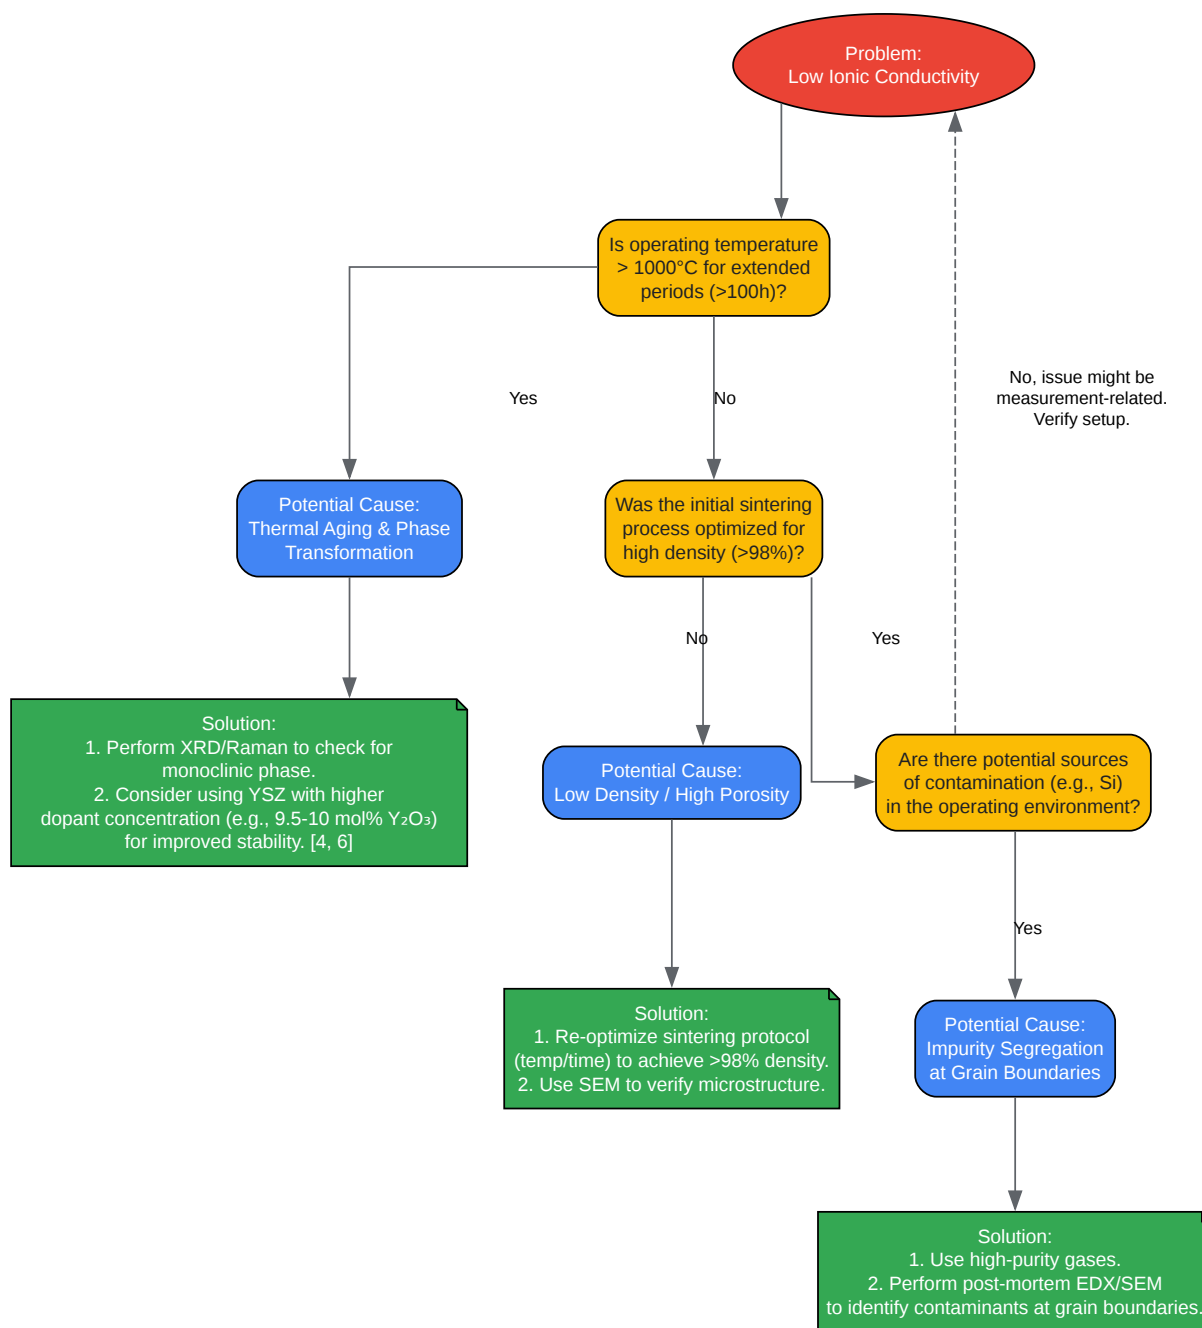 Problem:
Low Ionic Conductivity
Is operating temperature
> 1000°C for extended
periods (>100h)?
No, issue might be
measurement-related.
Verify setup.
Yes
No
Potential Cause:
Thermal Aging & Phase
Transformation
Was the initial sintering
process optimized for
high density (>98%)?
No
Yes
Solution:
1. Perform XRD/Raman to check for
monoclinic phase.
2. Consider using YSZ with higher
dopant concentration (e.g., 9.5-10 mol% Y₂O₃)
for improved stability. [4, 6]
Potential Cause:
Low Density / High Porosity
Are there potential sources
of contamination (e.g., Si)
in the operating environment?
Yes
Solution:
1. Re-optimize sintering protocol
(temp/time) to achieve >98% density.
2. Use SEM to verify microstructure.
Potential Cause:
Impurity Segregation
at Grain Boundaries
Solution:
1. Use high-purity gases.
2. Perform post-mortem EDX/SEM
to identify contaminants at grain boundaries.